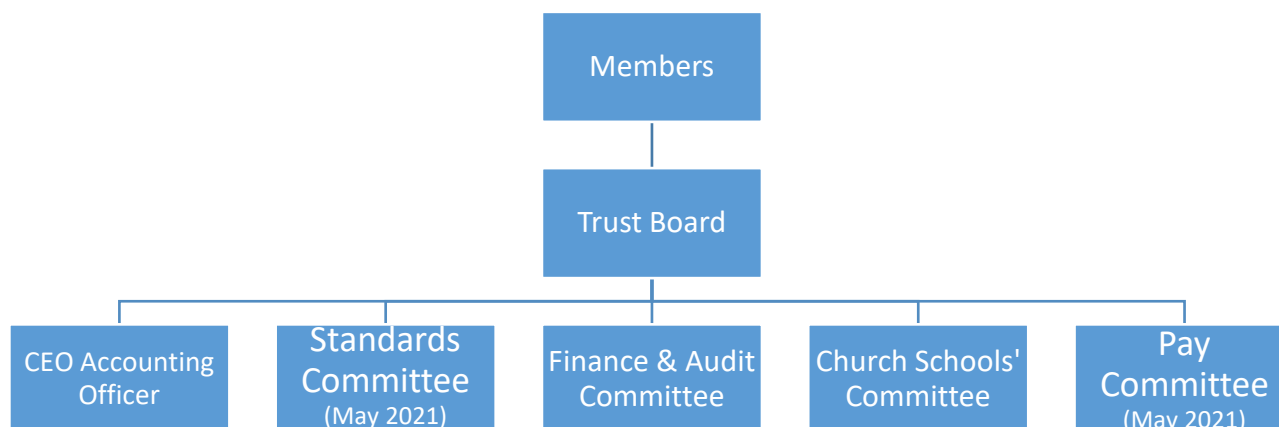 Members
Trust Board
CEO Accounting
Officer
Standards
Committee
(May 2021)
Finance & Audit
Committee
Church Schools'
Committee
Pay
Committee
(May 2021)